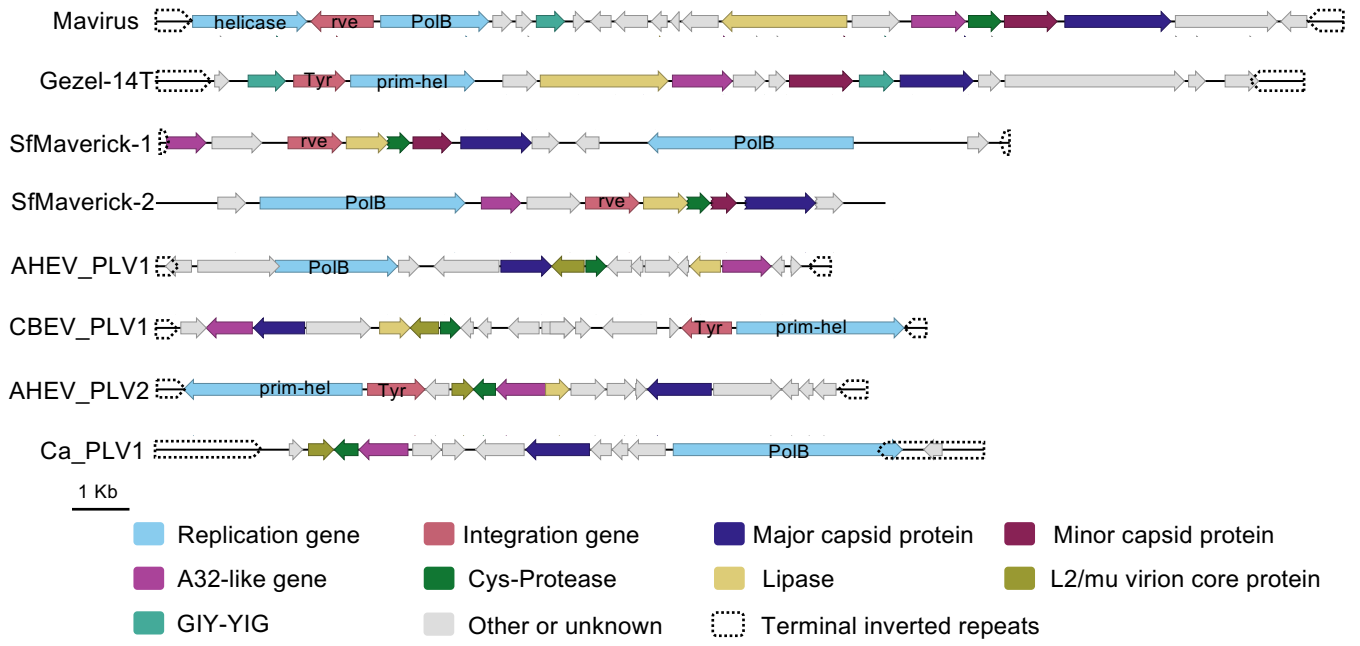 Mavirus helicase rve PolB
Gezel-14T Tyr prim-hel
SfMaverick-1 rve PolB
SfMaverick-2 PolB rve
AHEV_PLV1 PolB
CBEV_PLV1 Tyr prim-hel
AHEV_PLV2 prim-hel Tyr
Ca_PLV1 PolB
1 Kb
Replication gene Integration gene Major capsid protein Minor capsid protein
A32-like gene Cys-Protease Lipase L2/mu virion core protein
GIY-YIG Other or unknown Terminal inverted repeats